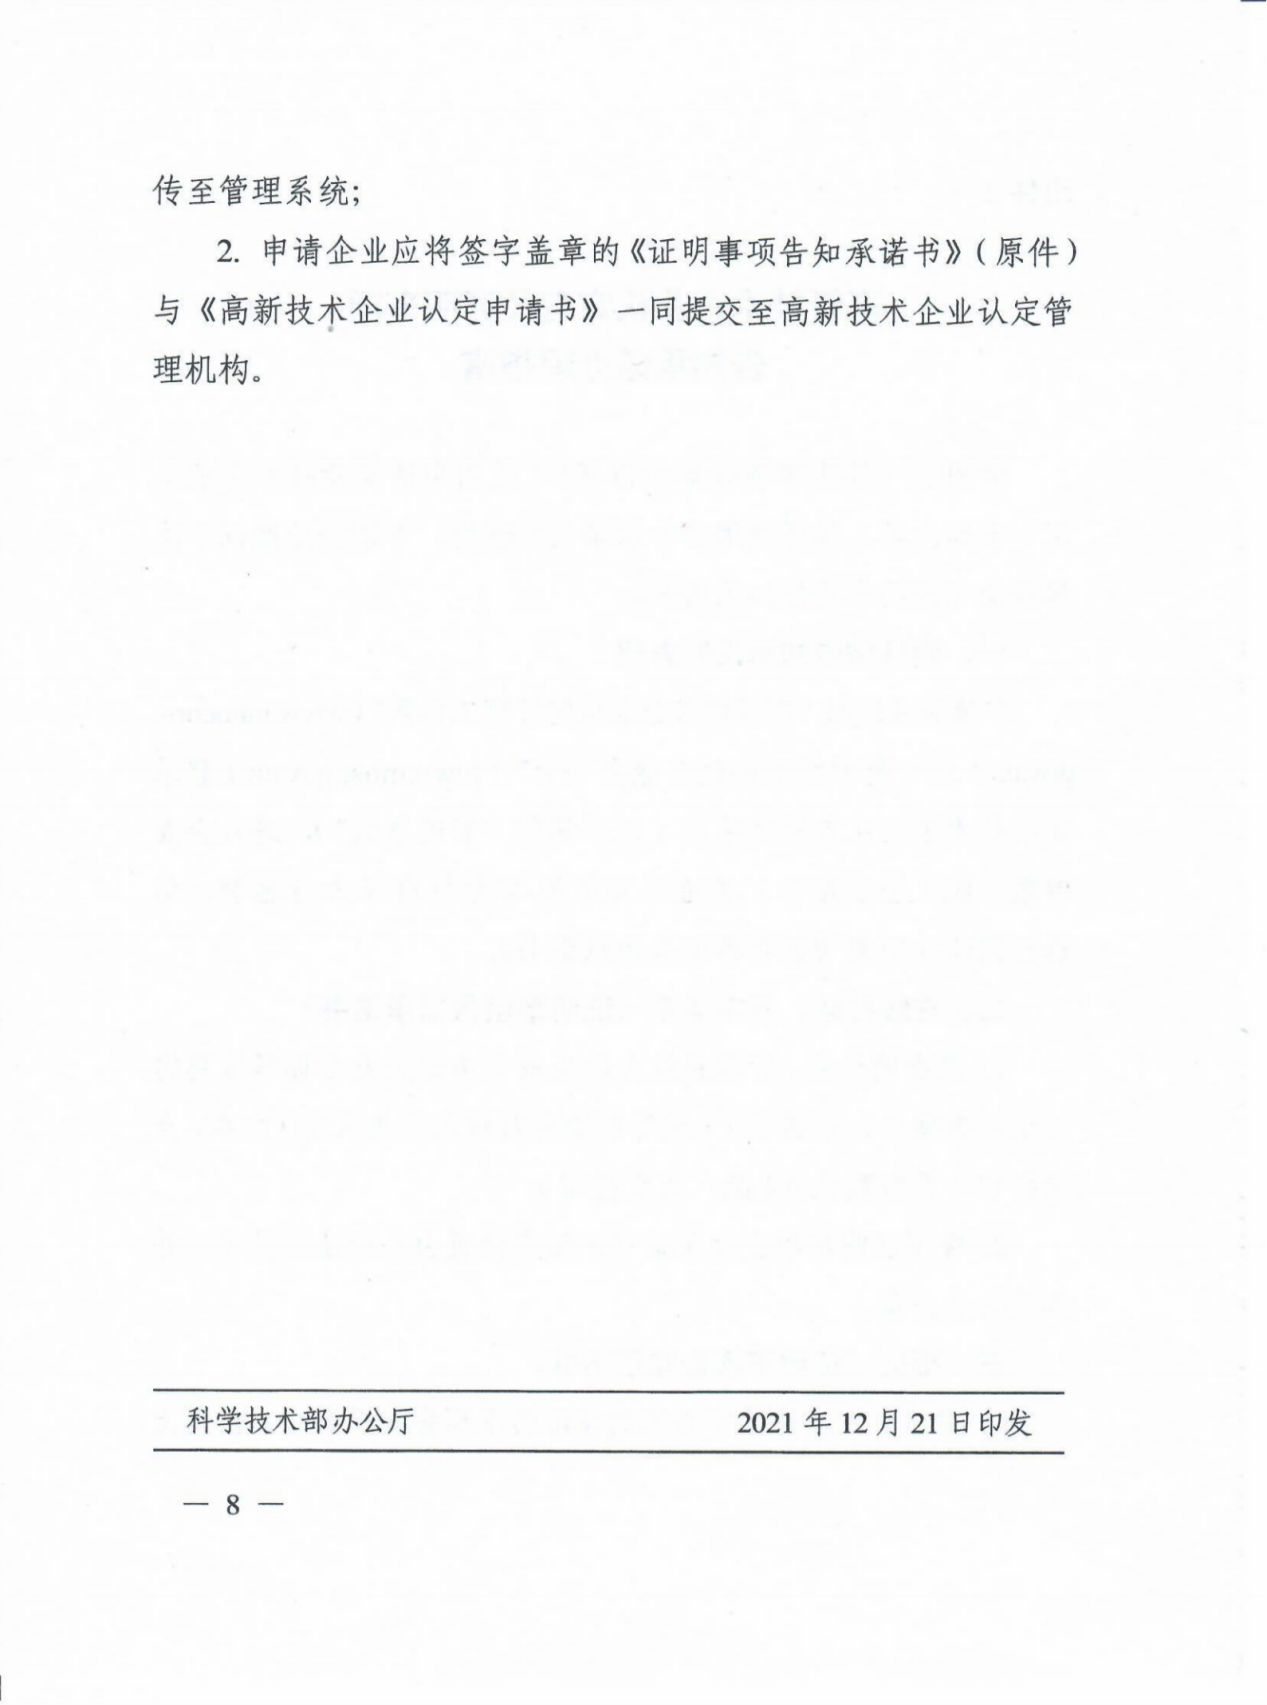 传至管理系统;
2. 申请企业应将签字盖章的《证明事项告知承诺书》(原件)
与《高新技术企业认定申请书》一同提交至高新技术企业认定管
理机构。
科学技术部办公厅 2021年12月21日印发
— 8 —